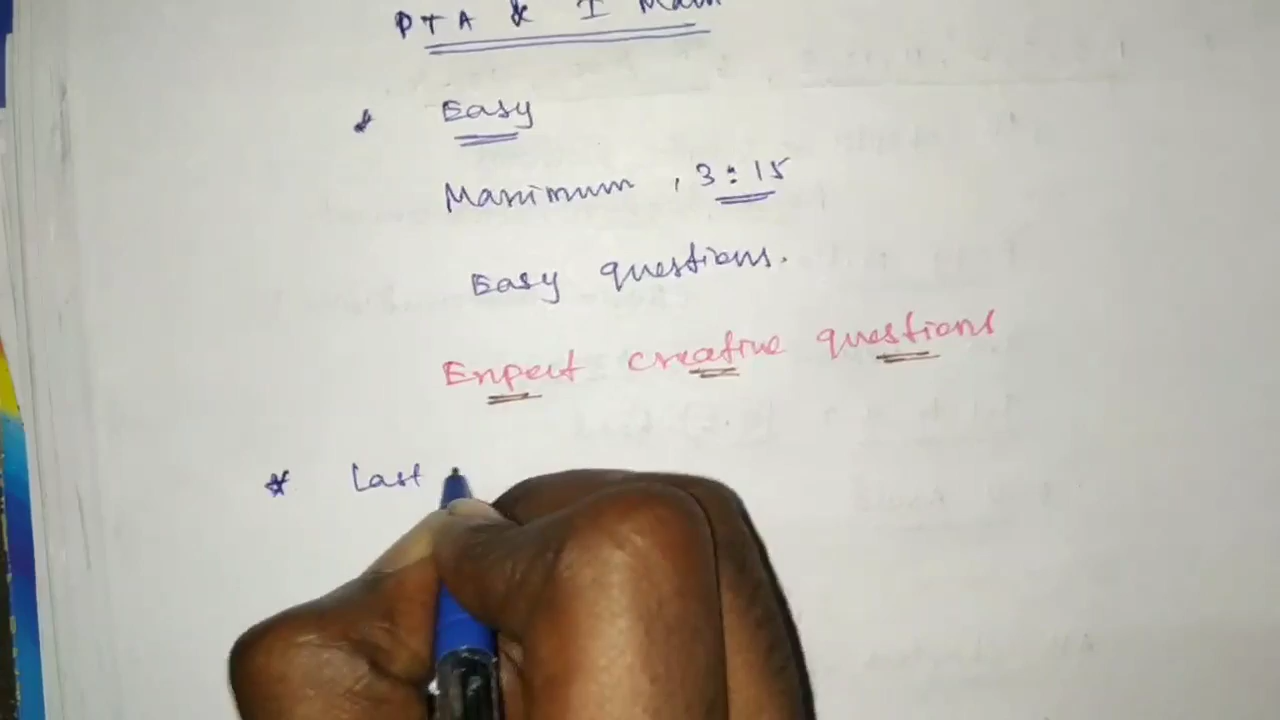 PTA & I
* Easy
Maximum , 3:15
Easy questions.
Expect creative questions
* Last